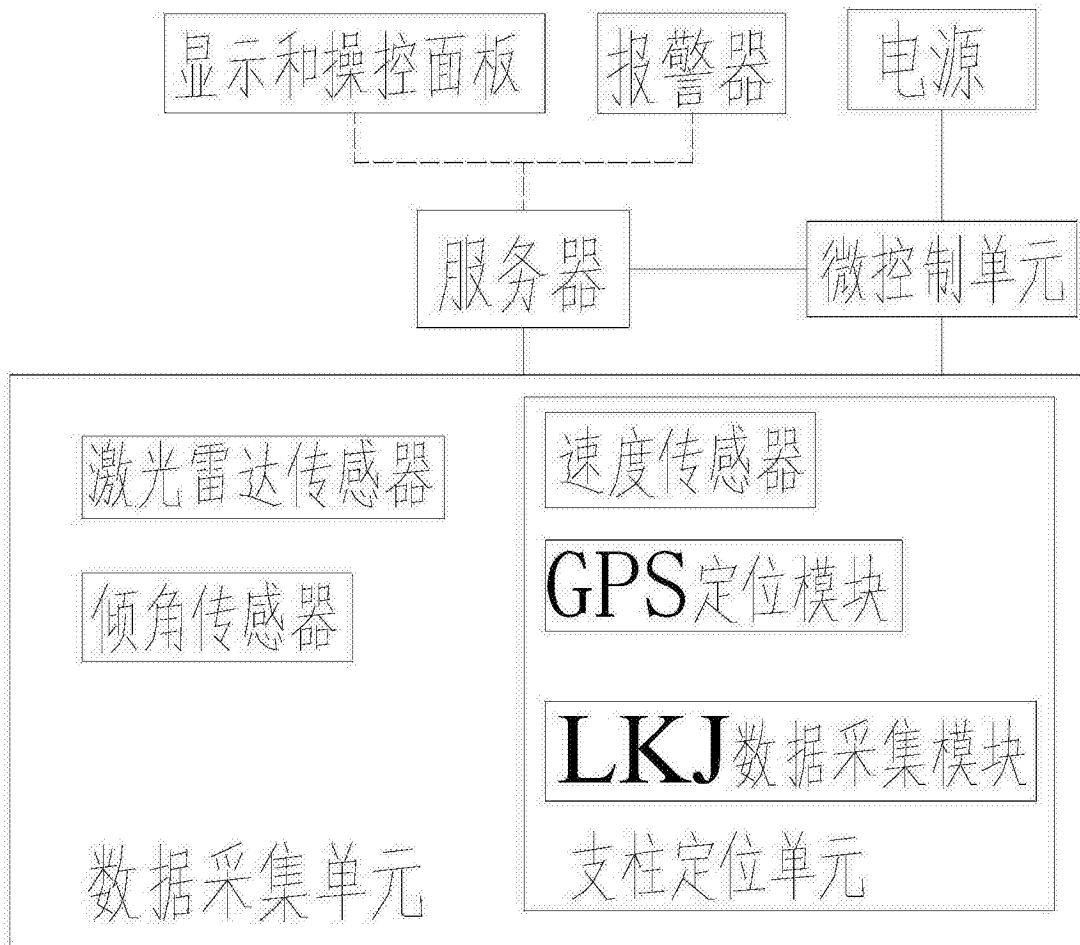 显示和操控面板
报警器
电源
服务器
微控制单元
激光雷达传感器
倾角传感器
数据采集单元
速度传感器
GPS定位模块
LKJ数据采集模块
支柱定位单元